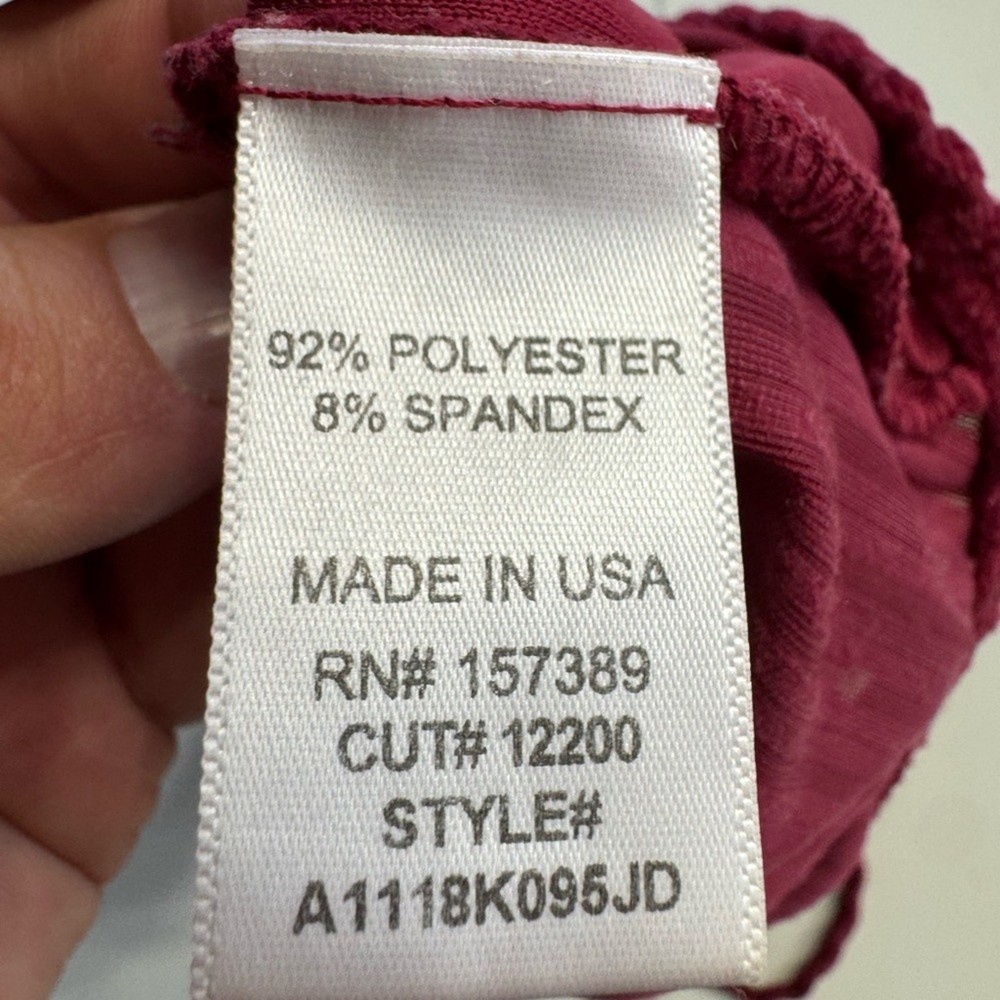 92% POLYESTER
8% SPANDEX
MADE IN USA
RN# 157389
CUT# 12200
STYLE#
A1118K095JD